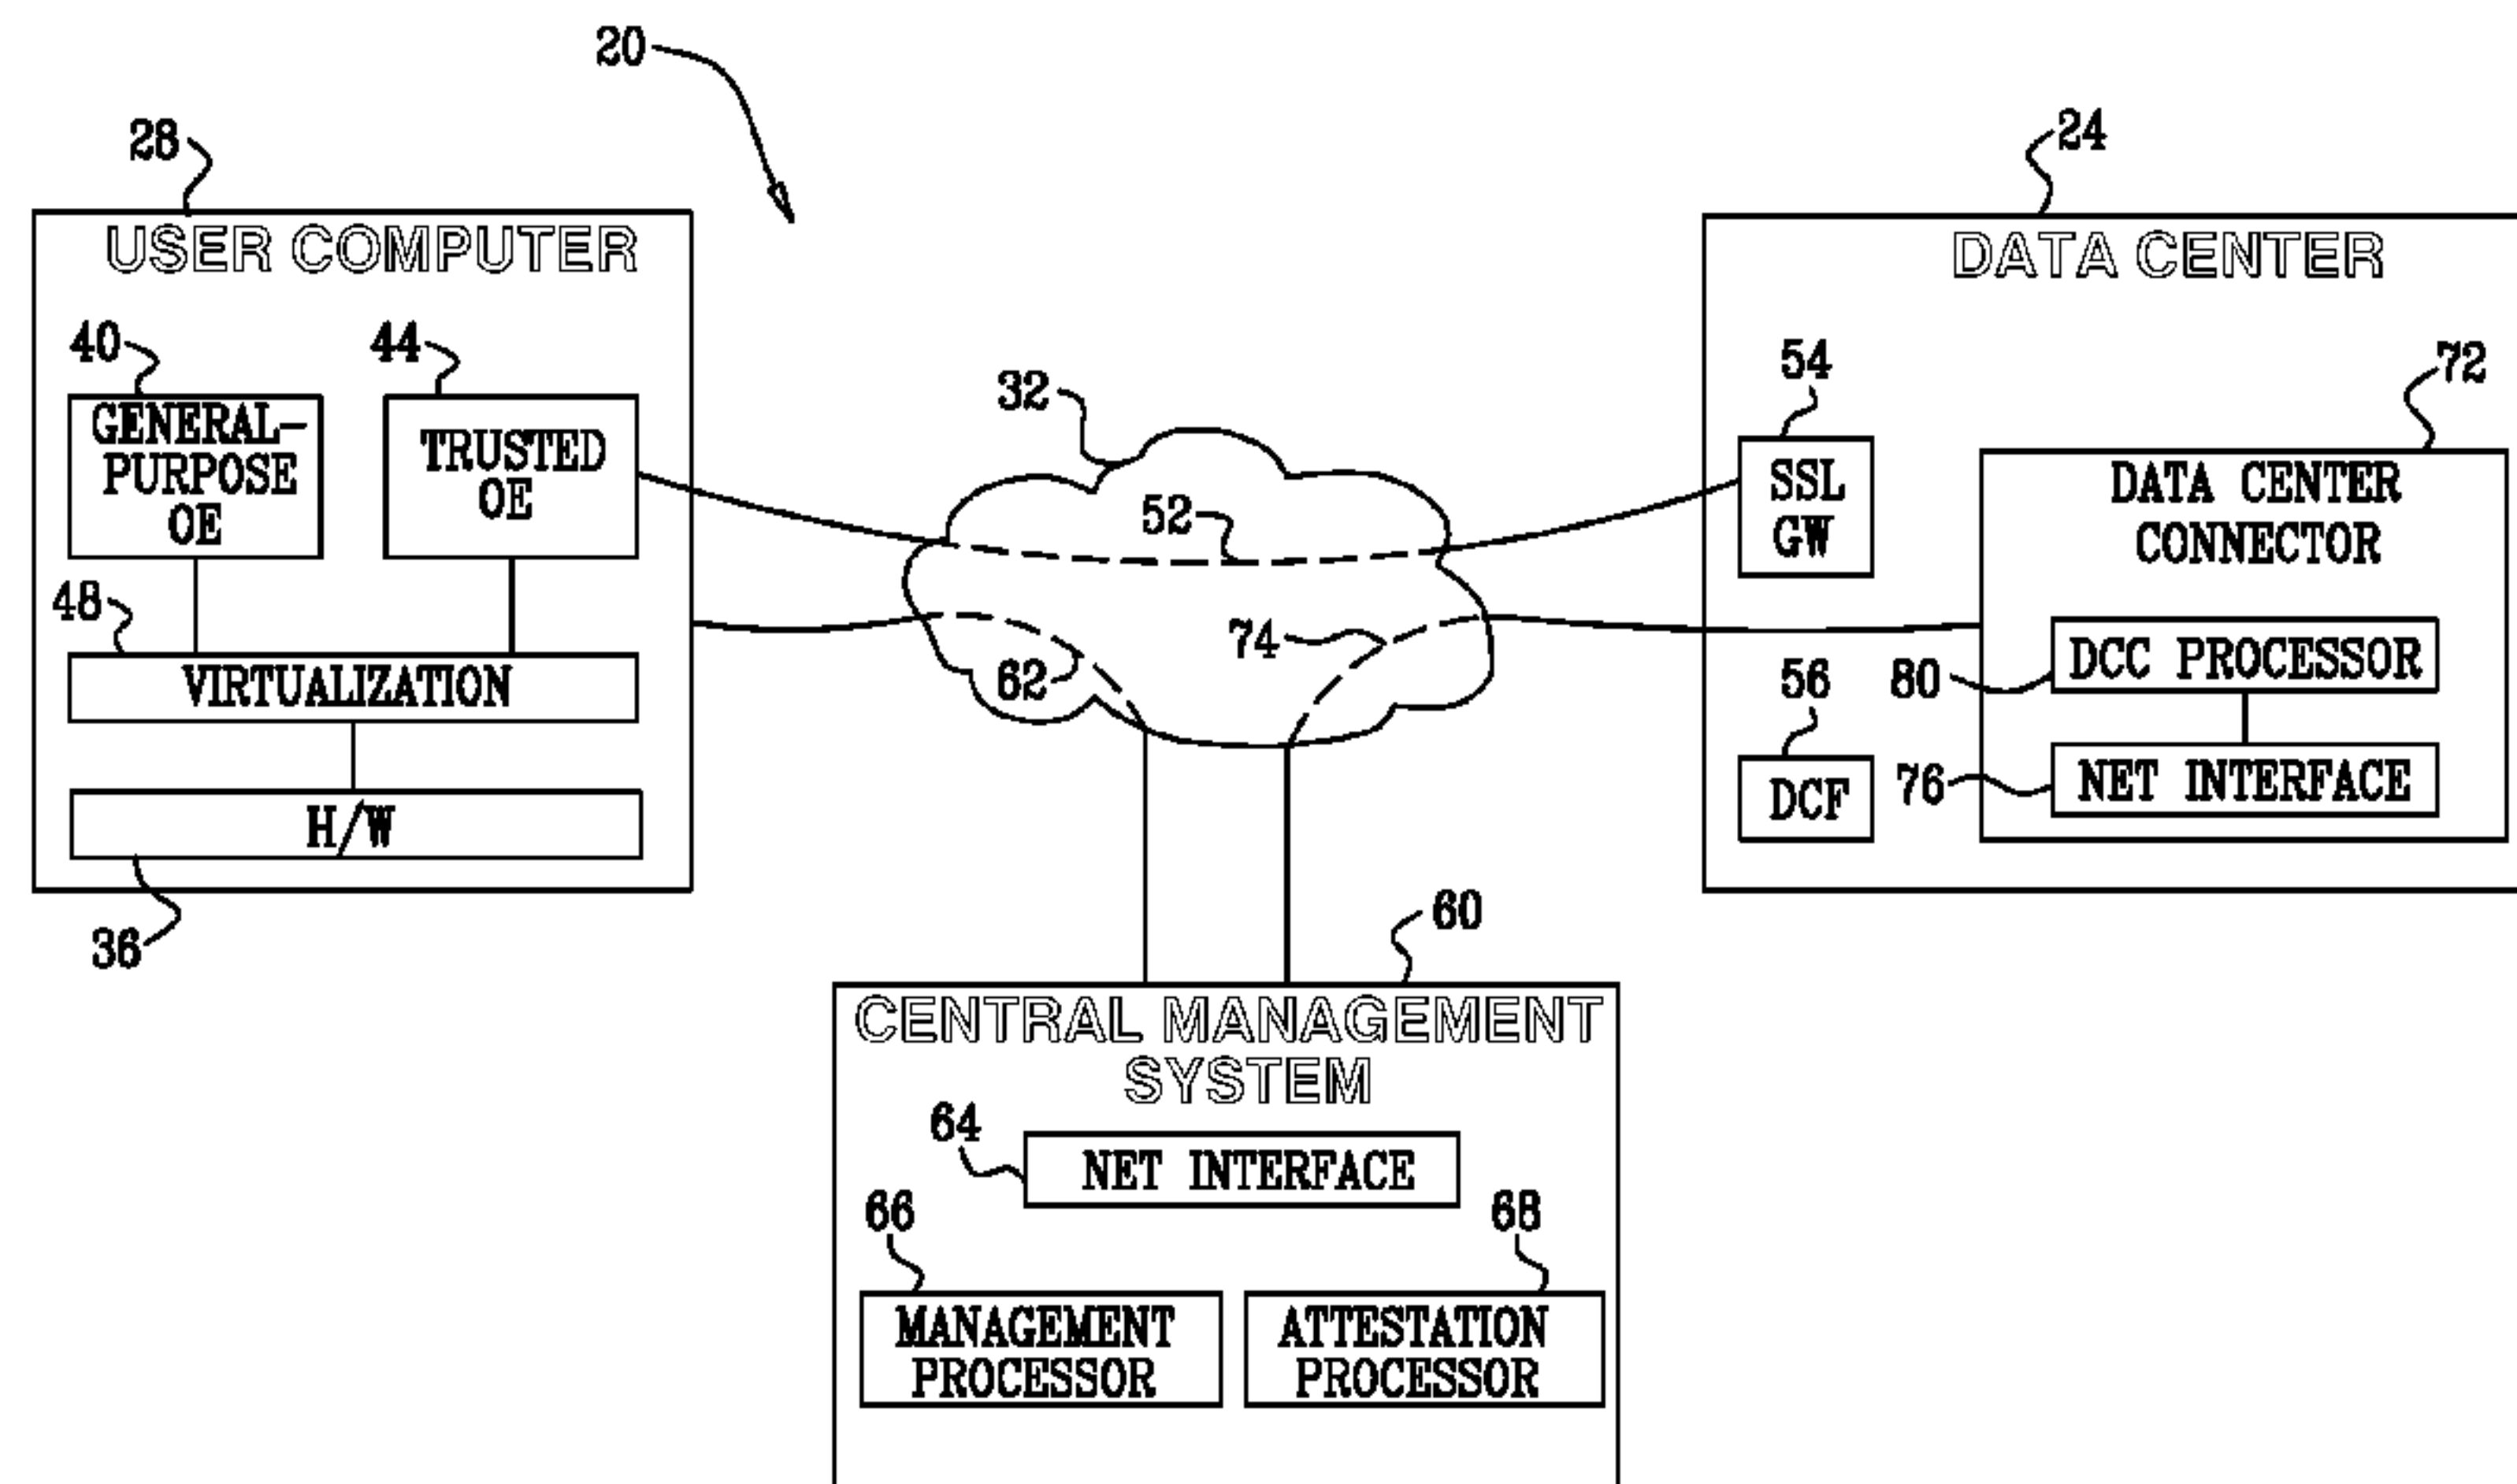 20
28
24
USER COMPUTER
DATA CENTER
40
44
54
72
32
GENERAL-
PURPOSE
OE
TRUSTED
OE
52
SSL
GW
DATA CENTER
CONNECTOR
48
62
74
VIRTUALIZATION
56
80
DCC PROCESSOR
H/W
DCF
76
NET INTERFACE
36
60
CENTRAL MANAGEMENT
SYSTEM
64
NET INTERFACE
66
68
MANAGEMENT
PROCESSOR
ATTESTATION
PROCESSOR